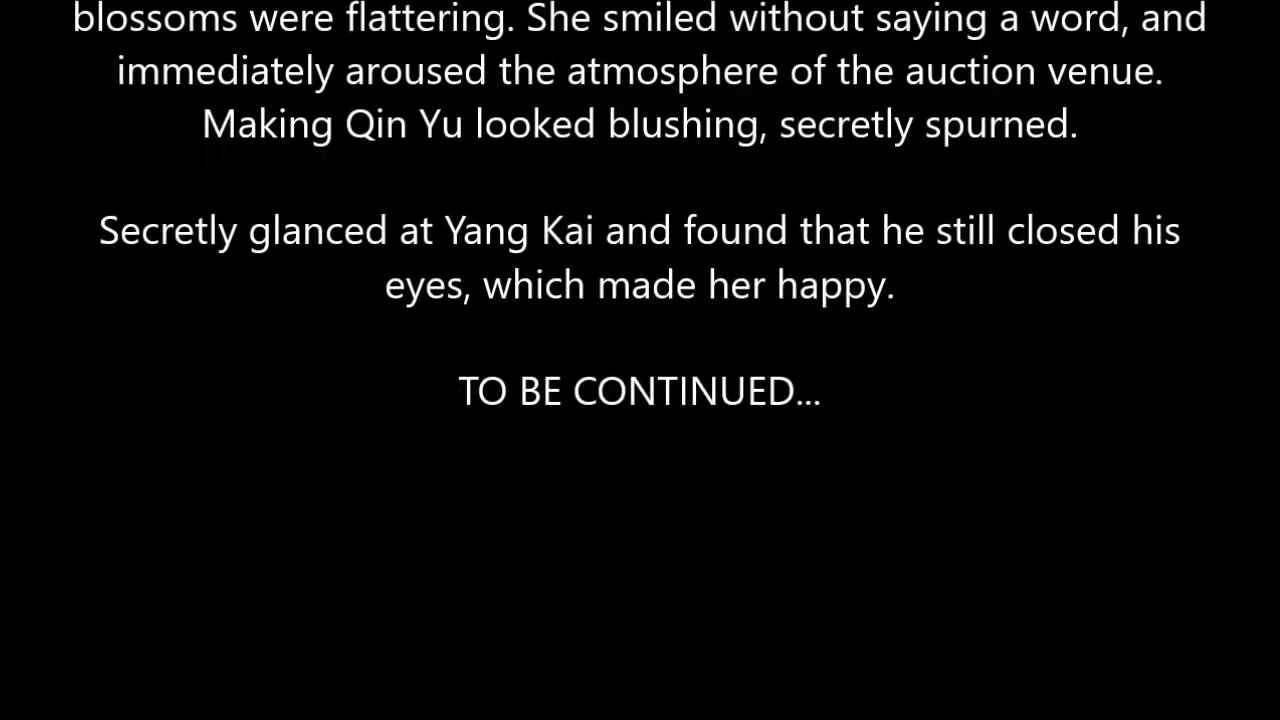 blossoms were flattering. She smiled without saying a word, and
immediately aroused the atmosphere of the auction venue.
Making Qin Yu looked blushing, secretly spurned.
Secretly glanced at Yang Kai and found that he still closed his
eyes, which made her happy.
TO BE CONTINUED...